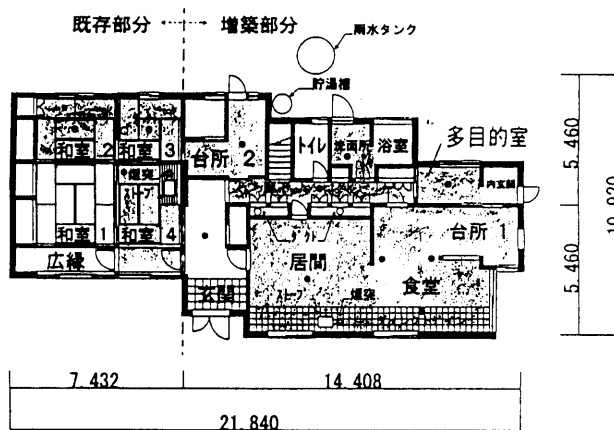 既存部分 増築部分
雨水タンク
貯湯槽
和室 2
和室 3
台所 2
トイレ
洗面所
浴室
多目的室
内玄関
煙突
ストーブ
和室 1
和室 4
広縁
玄関
ダクト
居間
台所 1
食堂
ストーブ
煙突
5.460
5.460
10.920
7.432
14.408
21.840